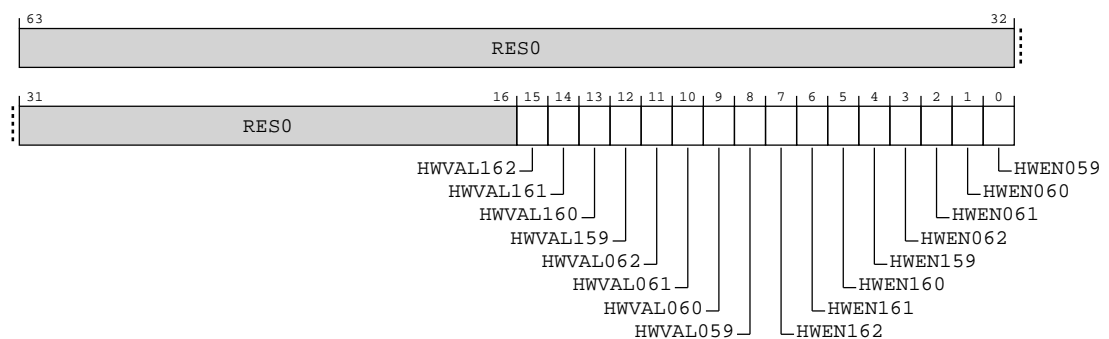 63 32
RES0
31 16 15 14 13 12 11 10 9 8 7 6 5 4 3 2 1 0
RES0
HWVAL162 HWEN059
HWVAL161 HWEN060
HWVAL160 HWEN061
HWVAL159 HWEN062
HWVAL062 HWEN159
HWVAL061 HWEN160
HWVAL060 HWEN161
HWVAL059 HWEN162